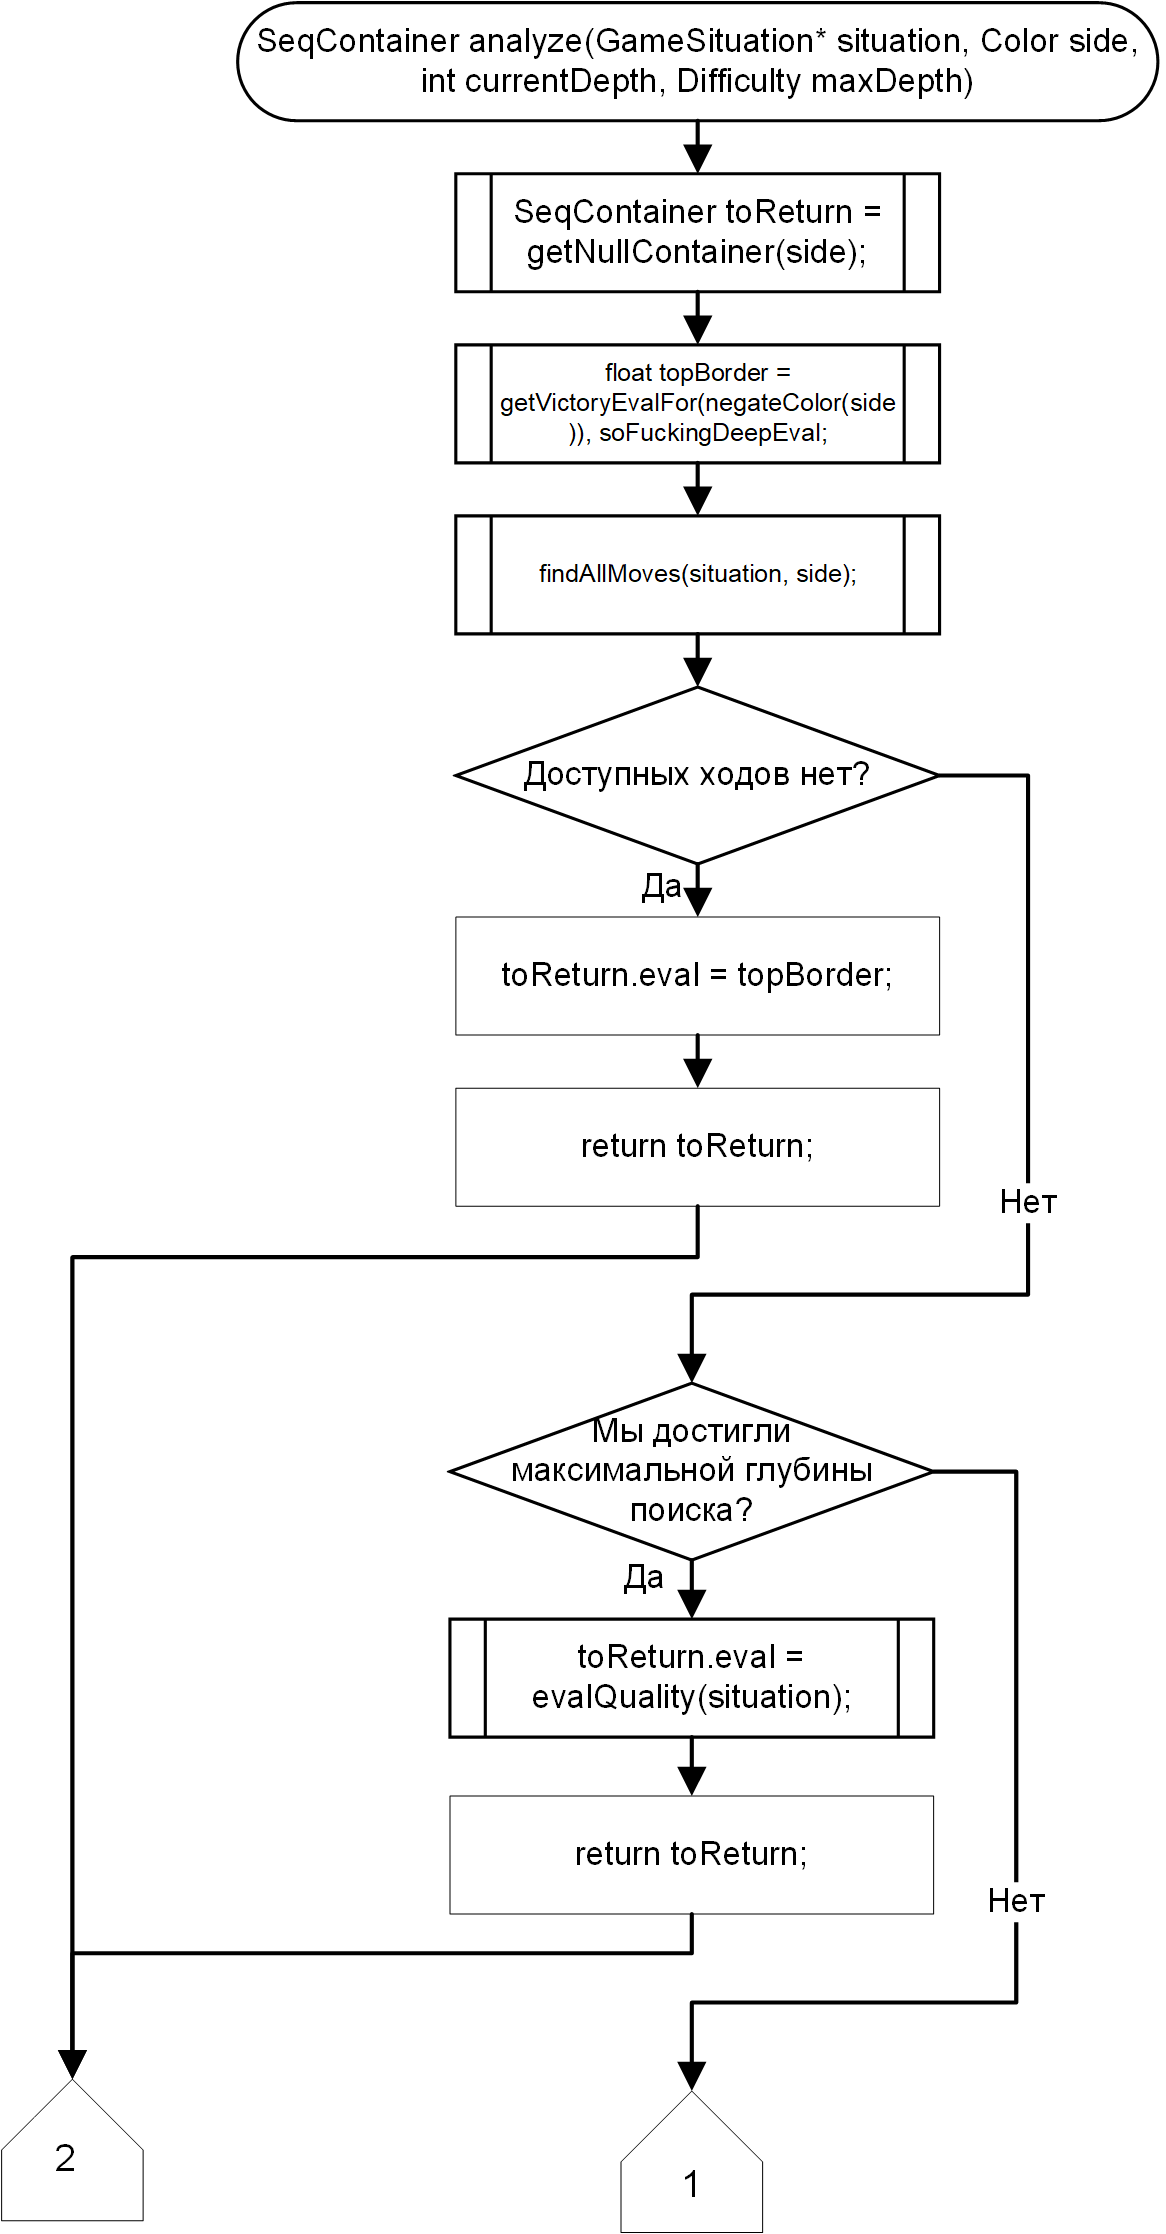 SeqContainer analyze(GameSituation* situation, Color side,
int currentDepth, Difficulty maxDepth)
SeqContainer toReturn =
getNullContainer(side);
float topBorder =
getVictoryEvalFor(negateColor(side
)), soFuckingDeepEval;
findAllMoves(situation, side);
Доступных ходов нет?
Да
toReturn.eval = topBorder;
return toReturn;
Нет
Мы достигли
максимальной глубины
поиска?
Да
toReturn.eval =
evalQuality(situation);
return toReturn;
Нет
2
1